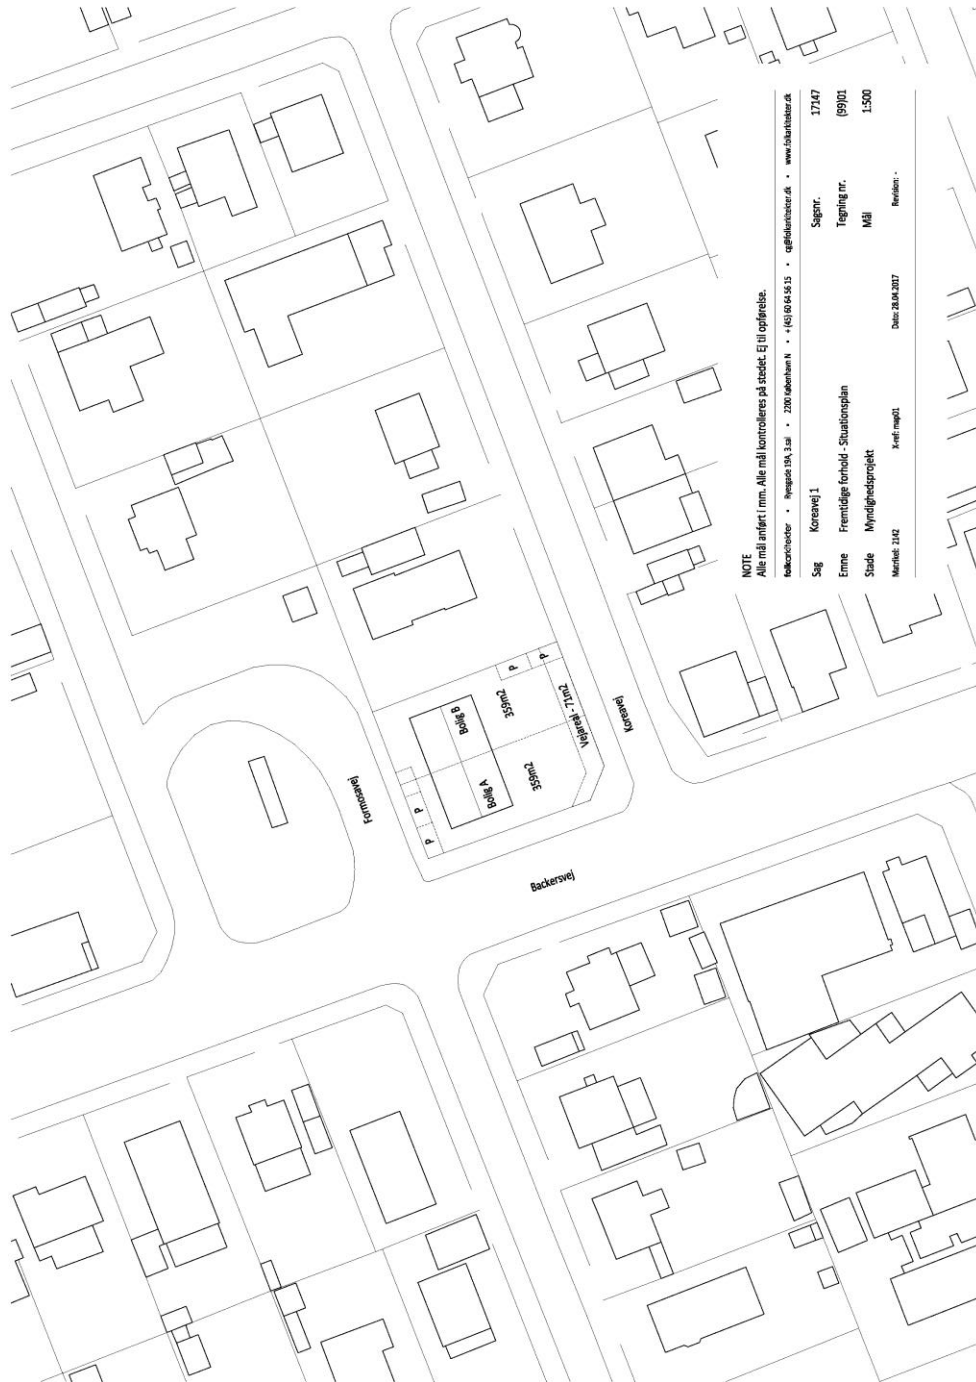 Formosavej
P
P
Bolig A
Bolig B
359m2
359m2
P
P
Vejareal - 71m2
Koreavej
Backersvej
NOTE
Alle mål anført i mm. Alle mål kontrolleres på stedet. Ej til opførelse.
folkarkitekter • Ryesgade 19A, 3.sal • 2200 København N • + (45) 60 64 56 15 • cg@folkarkitekter.dk • www.folkarkitekter.dk
Sag Koreavej 1 Sagsnr. 17147
Emne Fremtidige forhold - Situationsplan Tegning nr. (99)01
Stade Myndighedsprojekt Mål 1:500
Matrikel: 2142 X-ref: map01 Dato: 28.04.2017 Revision: -